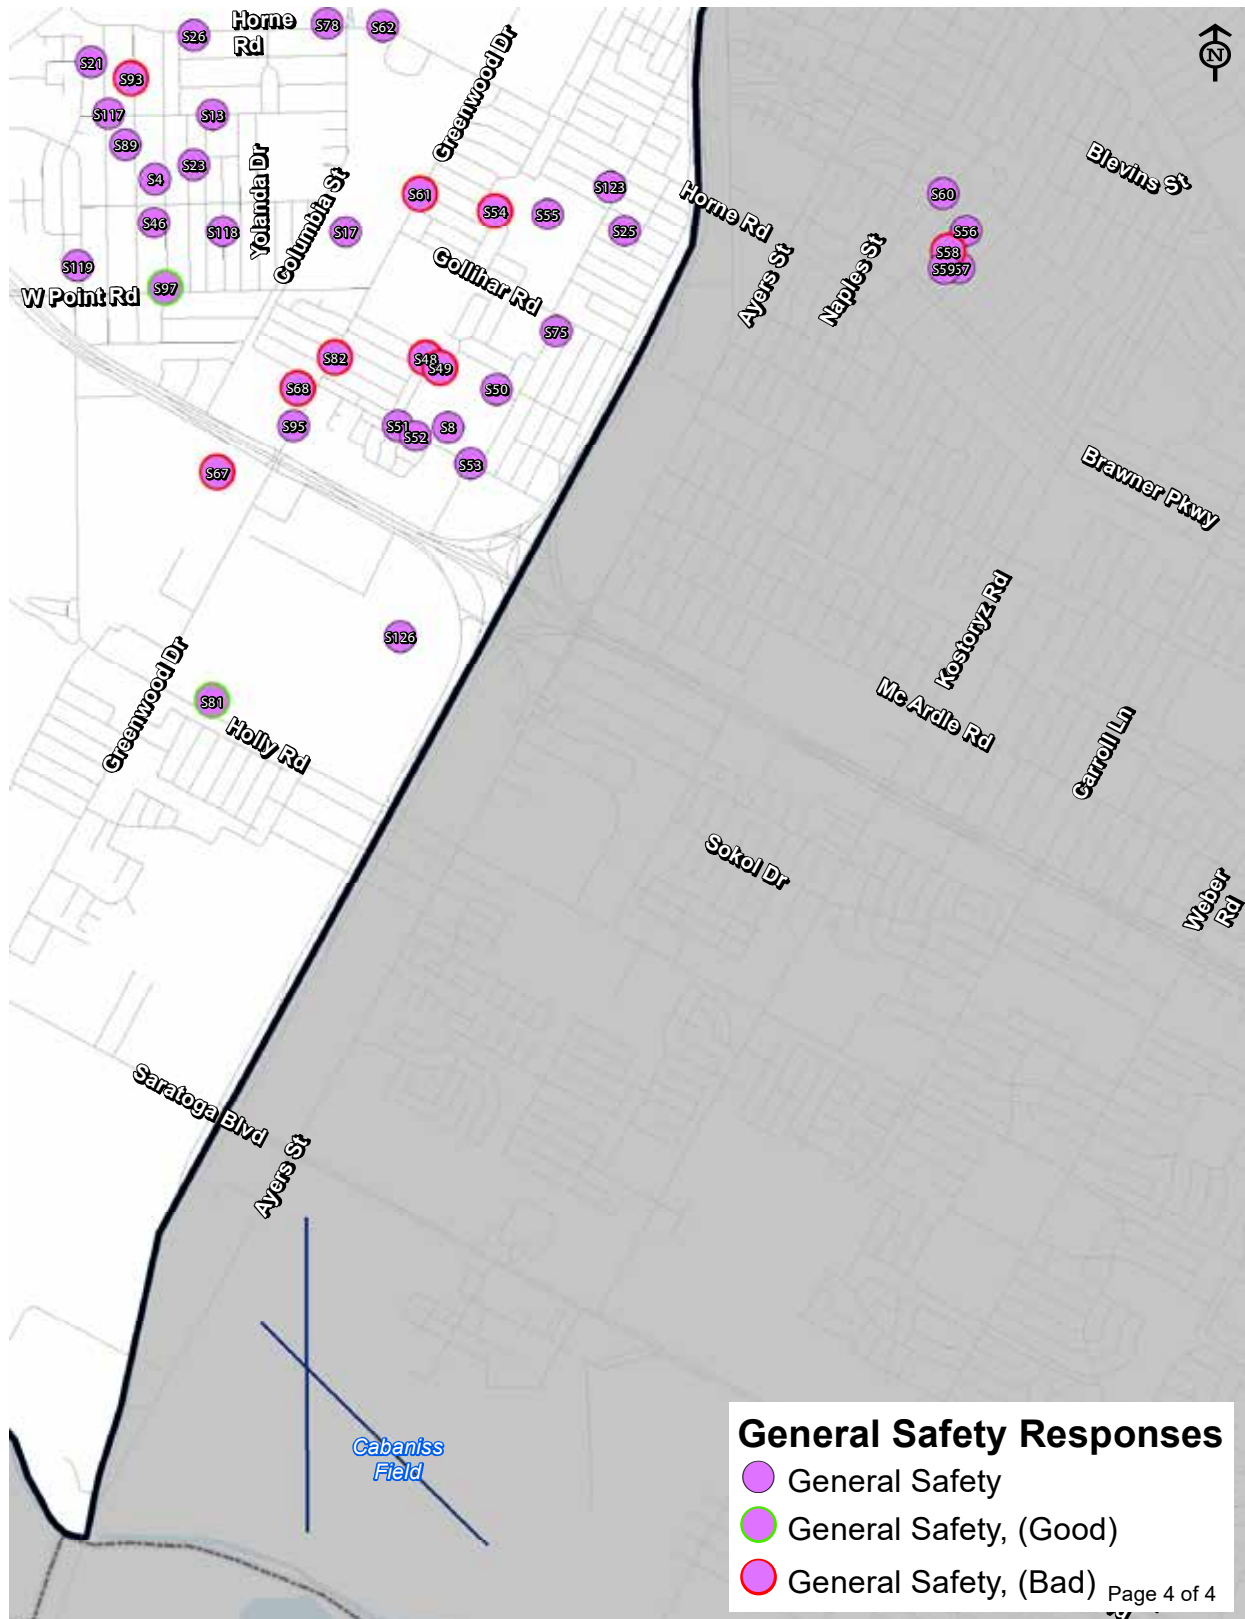 Horne
Rd
S78
S62
S26
N
S21
S93
Greenwood Dr
S117
S13
S89
Blevins St
S23
S4
Yolanda Dr
Columbia St
S61
S54
S55
S123
S60
Horne Rd
S46
S118
S17
S25
S56
S58
S119
Gollihar Rd
Ayers St
Naples St
S59
57
W Point Rd
S97
S75
S82
S48
S49
S68
S50
S95
S51
S52
S8
S53
S67
Brawner Pkwy
Kostoryz Rd
S126
Greenwood Dr
S81
Holly Rd
Mc Ardle Rd
Carroll Ln
Sokol Dr
Weber
Rd
Saratoga Blvd
Ayers St
Cabaniss
Field
General Safety Responses
General Safety
General Safety, (Good)
General Safety, (Bad)
Page 4 of 4